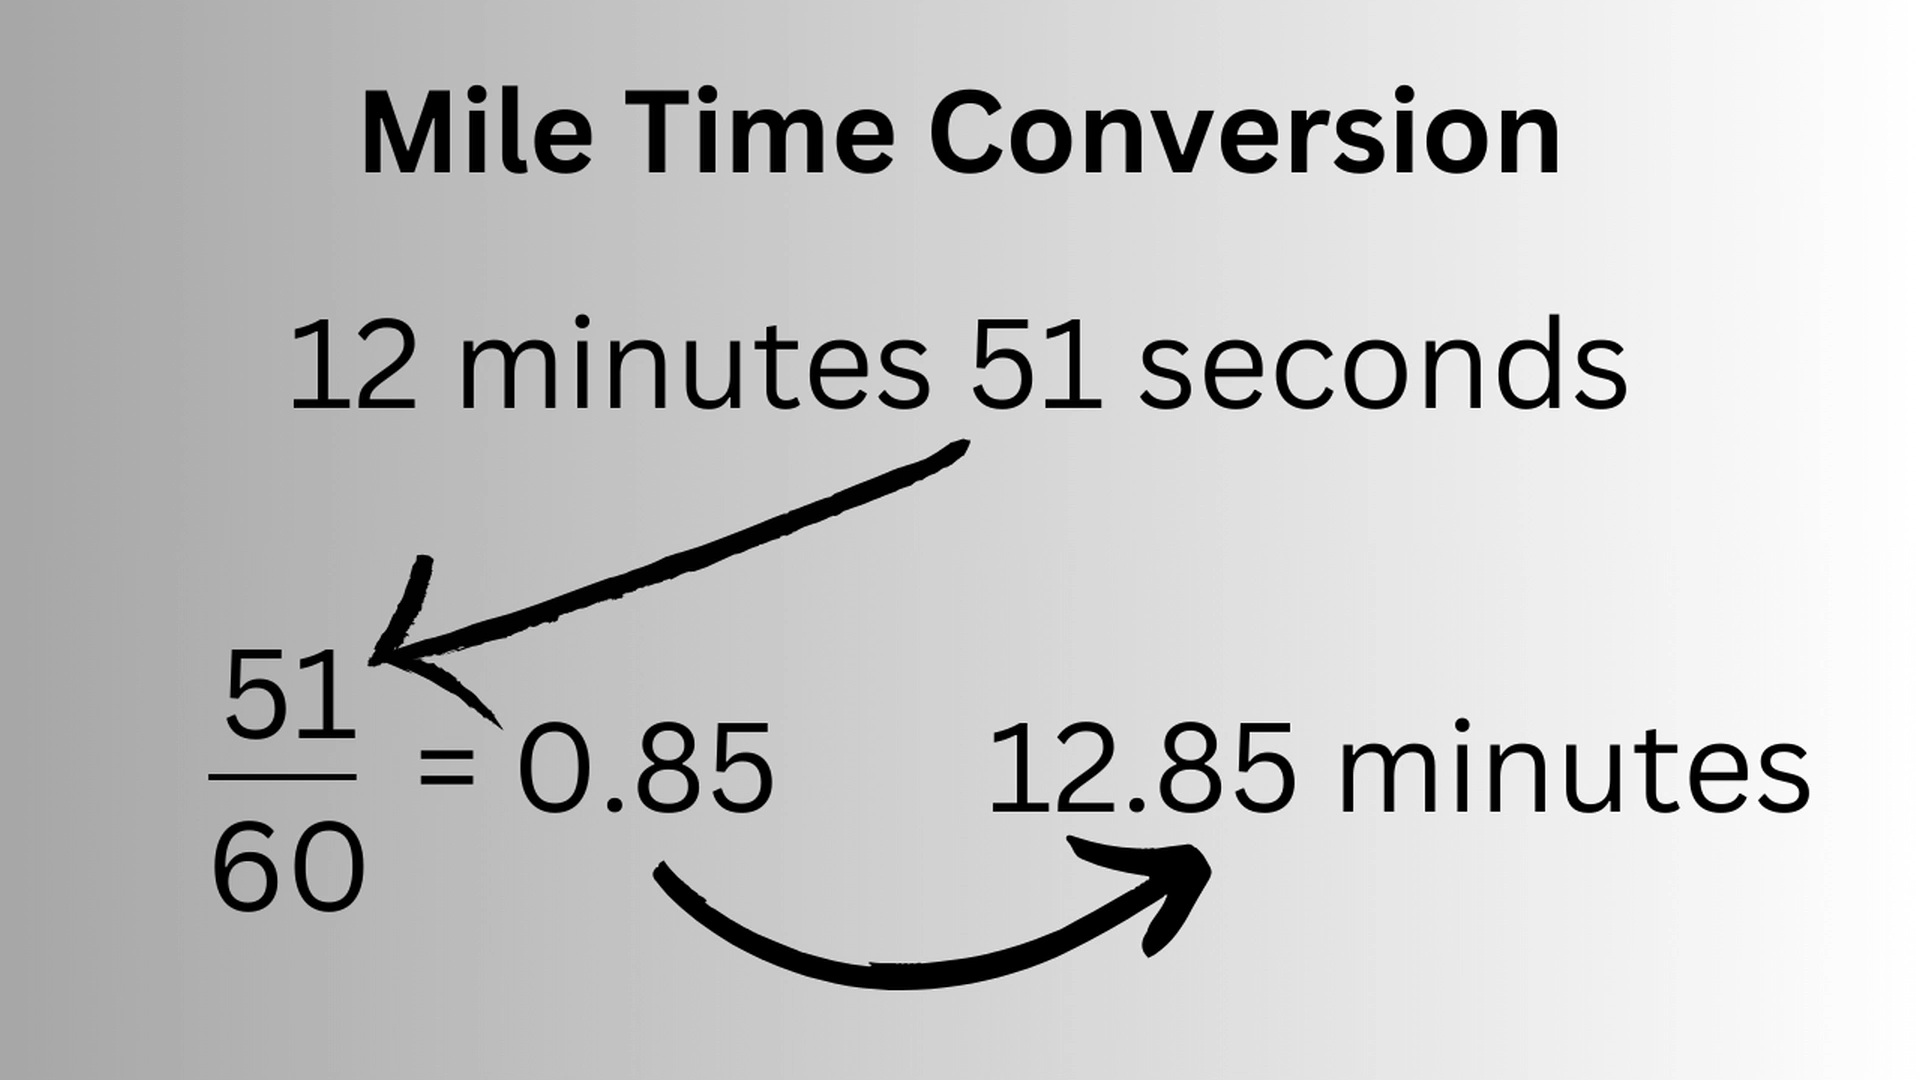 Mile Time Conversion
12 minutes 51 seconds
51
60
= 0.85
12.85 minutes